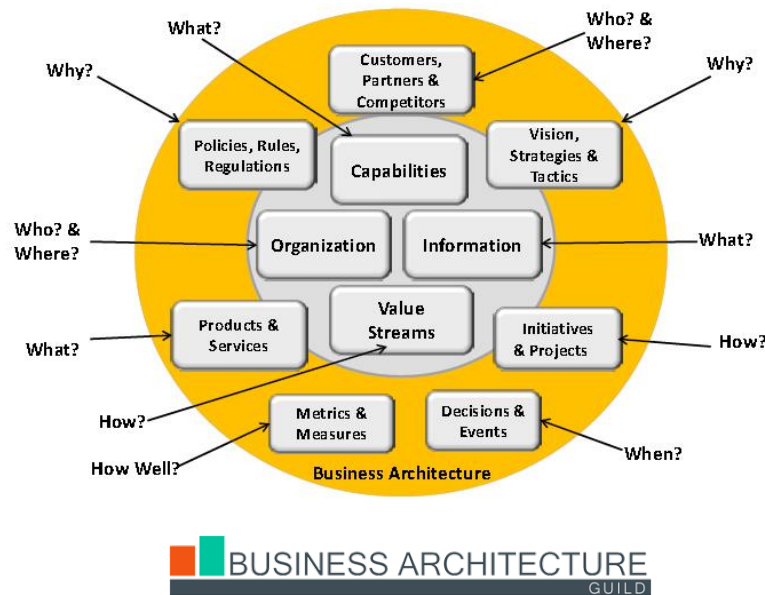 What?
Who? &
Where?
Why?
Customers,
Partners &
Competitors
Why?
Policies, Rules,
Regulations
Vision,
Strategies &
Tactics
Capabilities
Who? &
Where?
Organization
Information
What?
Value
Streams
Products &
Services
Initiatives
& Projects
What?
How?
How?
Metrics &
Measures
Decisions &
Events
When?
How Well?
Business Architecture
BUSINESS ARCHITECTURE
GUILD